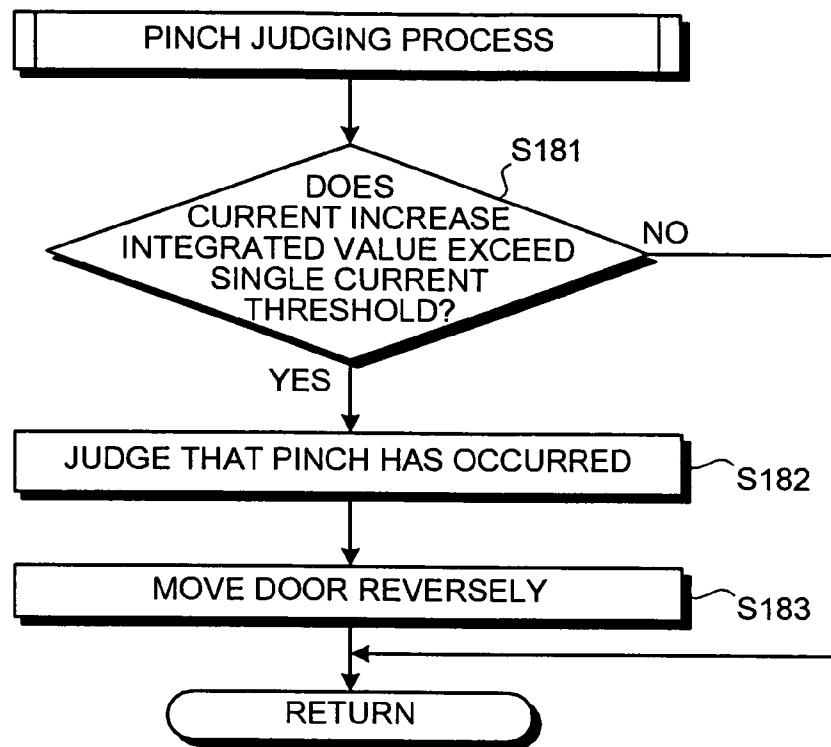 PINCH JUDGING PROCESS
S181
DOES
CURRENT INCREASE
INTEGRATED VALUE EXCEED
SINGLE CURRENT
THRESHOLD?
NO
YES
JUDGE THAT PINCH HAS OCCURRED
S182
MOVE DOOR REVERSELY
S183
RETURN